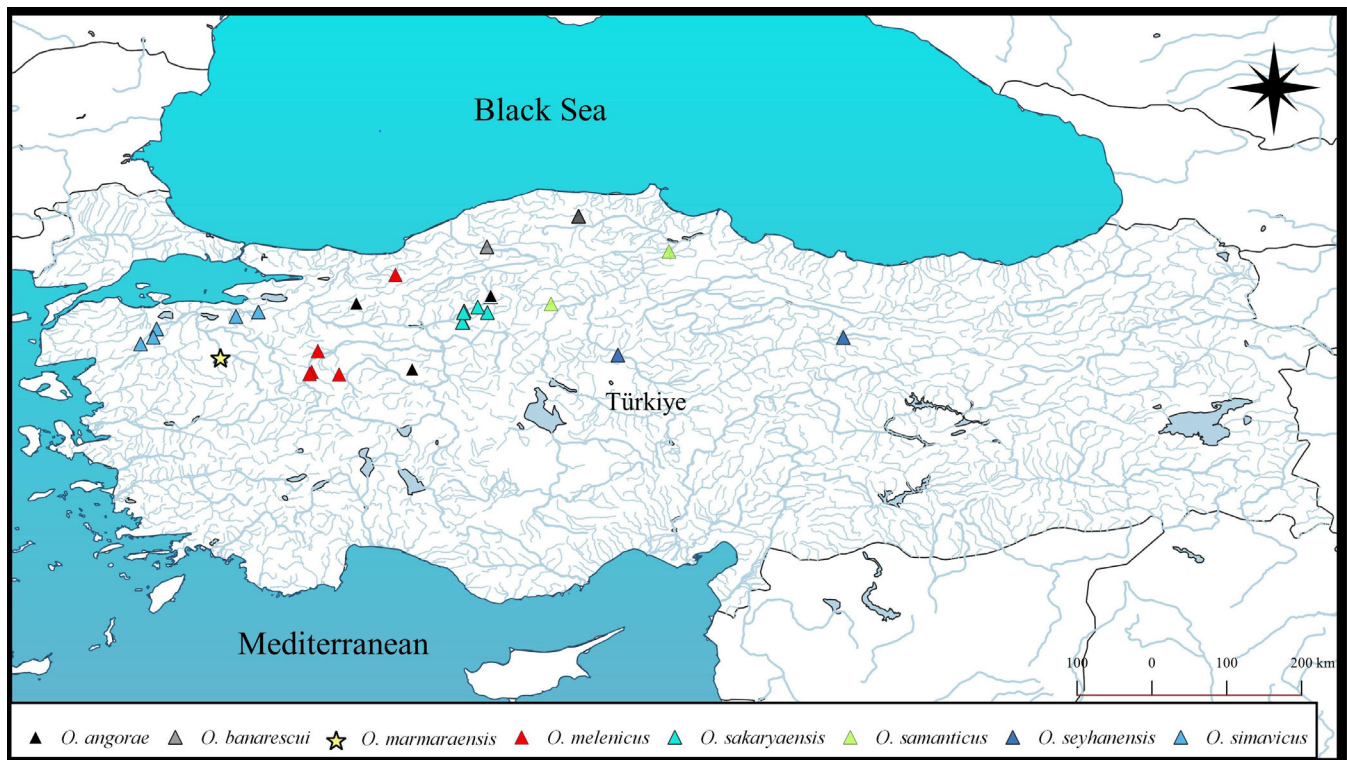 Black Sea
Türkiye
Mediterranean
100 0 100 200 km
O. angorae O. banarescui O. marmaraensis O. melenicus O. sakaryaensis O. samanticus O. seyhanensis O. simavicus